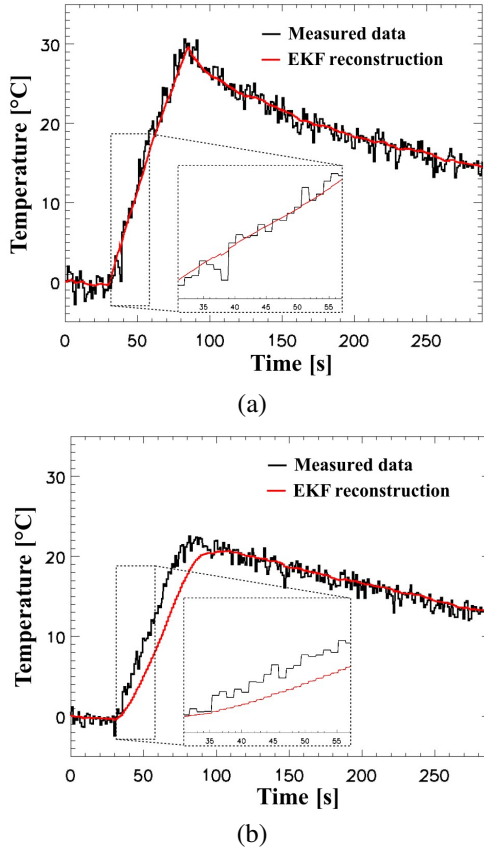 Measured data
EKF reconstruction
Temperature [°C]
30
20
10
0
35 40 45 50 55
0 50 100 150 200 250
Time [s]
(a)
Measured data
EKF reconstruction
Temperature [°C]
30
20
10
0
35 40 45 50 55
0 50 100 150 200 250
Time [s]
(b)